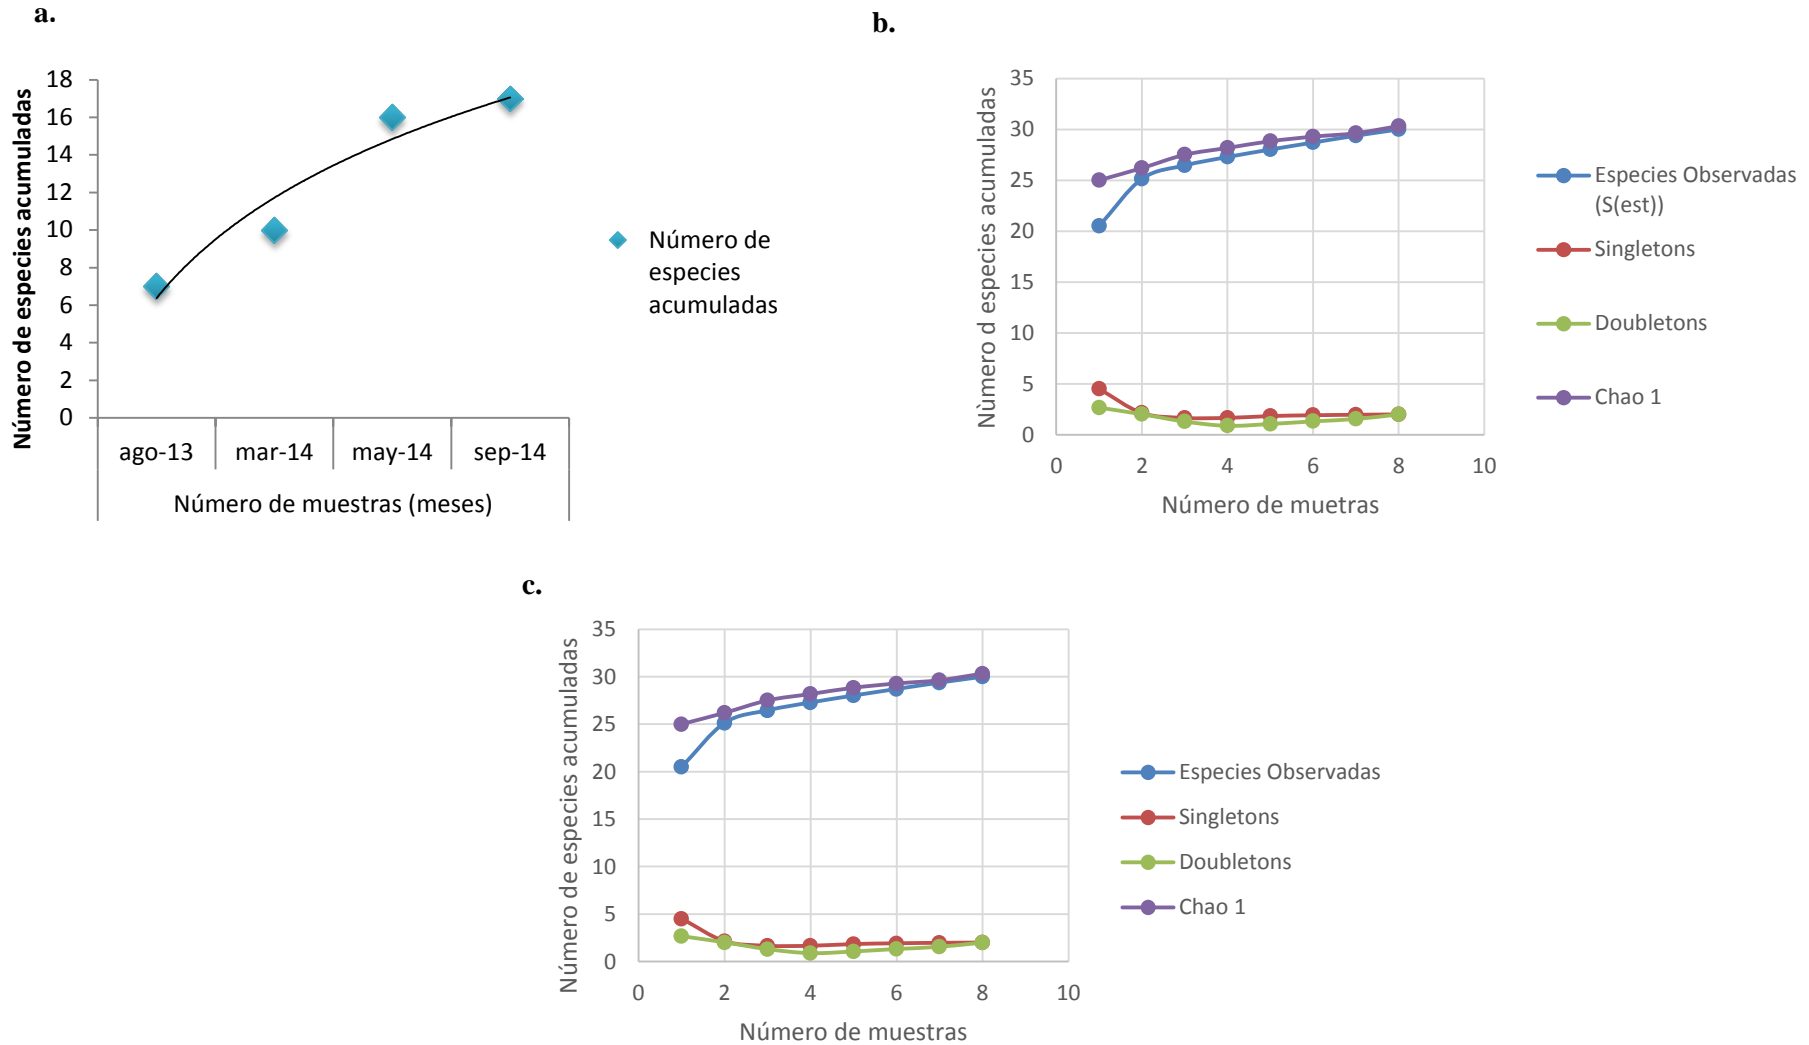 a.
Número de especies acumuladas
18
16
14
12
10
8
6
4
2
0
ago-13
mar-14
may-14
sep-14
Número de muestras (meses)
Número de
especies
acumuladas
b.
Nùmero d especies acumuladas
35
30
25
20
15
10
5
0
0
2
4
6
8
10
Número de muetras
Especies Observadas
(S(est))
Singletons
Doubletons
Chao 1
c.
Número de especies acumuladas
35
30
25
20
15
10
5
0
0
2
4
6
8
10
Número de muestras
Especies Observadas
Singletons
Doubletons
Chao 1